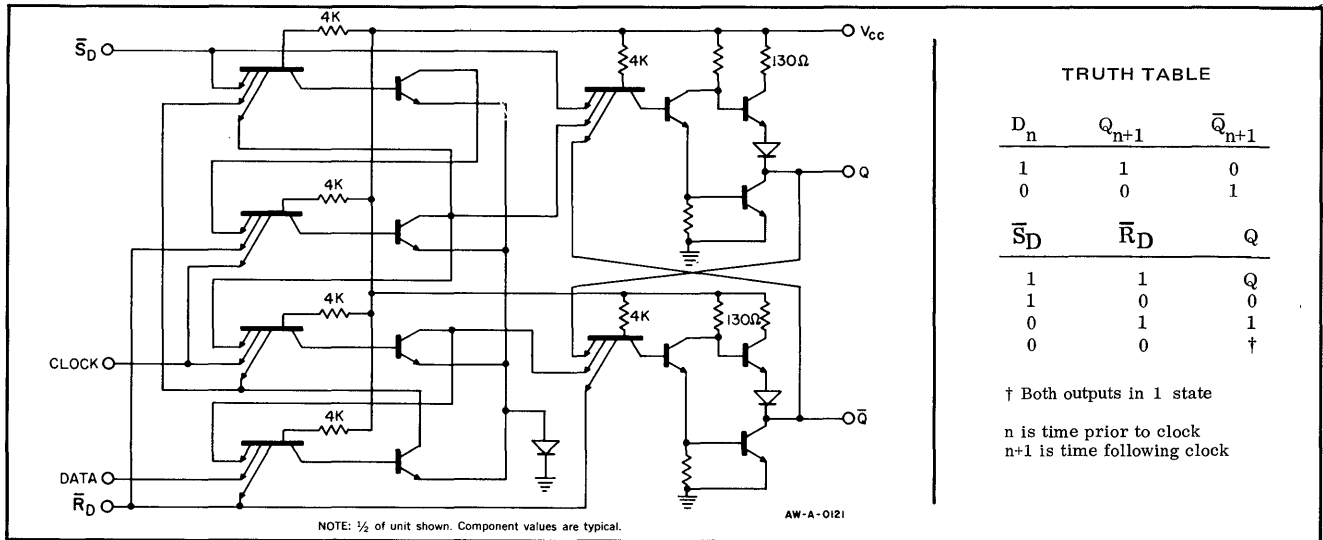 4K
S̄D
VCC
4K
130Ω
4K
Q
4K
4K
130Ω
CLOCK
4K
Q̄
DATA
R̄D
AW-A-0121
NOTE: ½ of unit shown. Component values are typical.
TRUTH TABLE
Dn Qn+1 Q̄n+1
1 1 0
0 0 1
S̄D R̄D Q
1 1 Q
1 0 0
0 1 1
0 0 †
† Both outputs in 1 state
n is time prior to clock
n+1 is time following clock